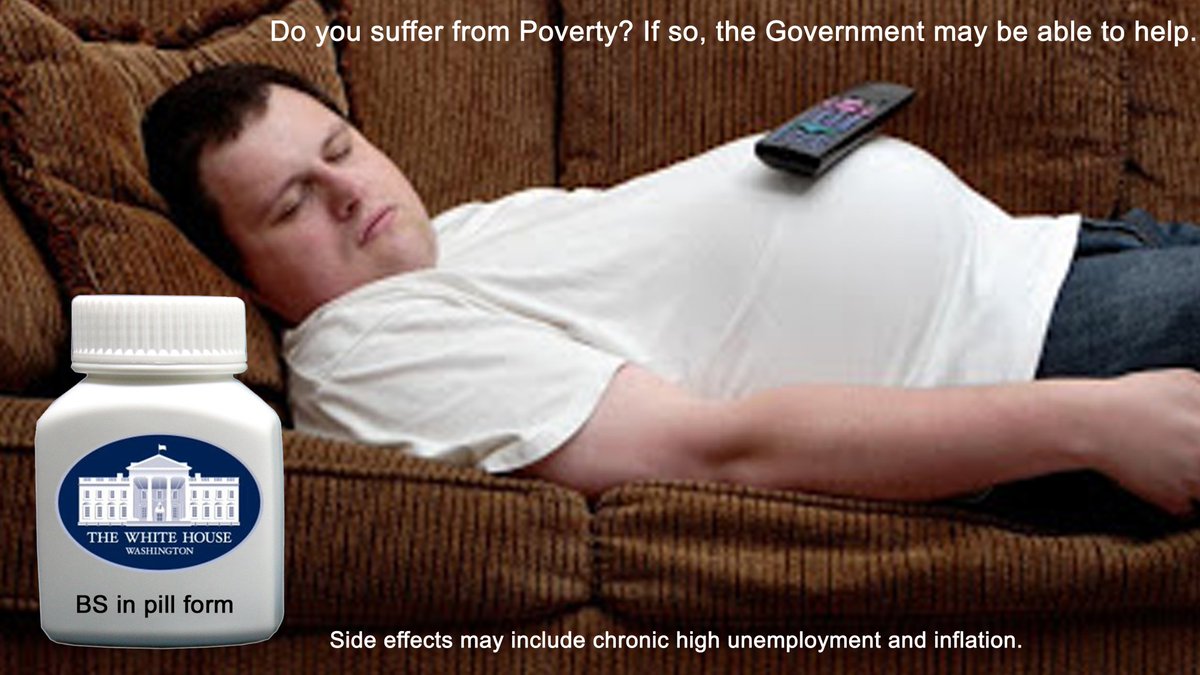 Do you suffer from Poverty? If so, the Government may be able to help.
THE WHITE HOUSE
WASHINGTON
BS in pill form
Side effects may include chronic high unemployment and inflation.